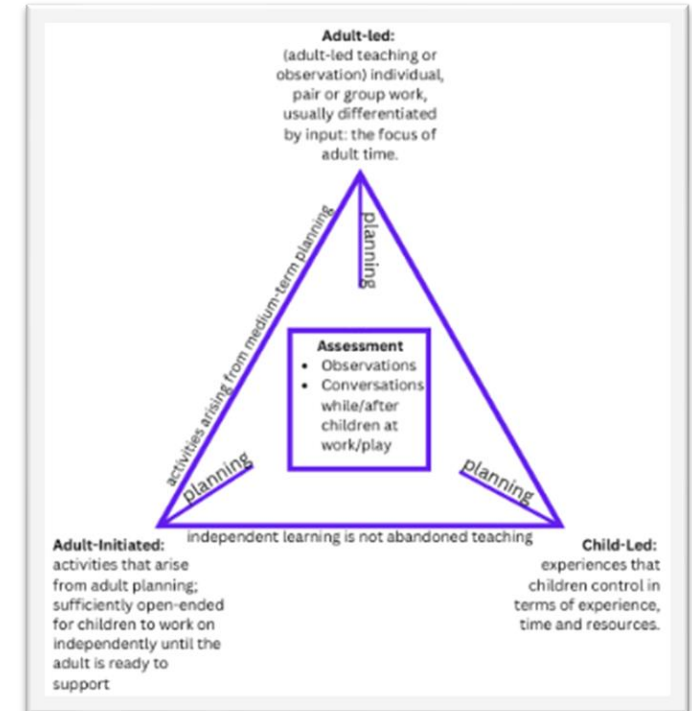 Adult-led:
(adult-led teaching or
observation) individual,
pair or group work,
usually differentiated
by input: the focus of
adult time.
activities arising from medium-term planning
planning
Assessment
• Observations
• Conversations
while/after
children at
work/play
planning
planning
independent learning is not abandoned teaching
Adult-Initiated:
activities that arise
from adult planning;
sufficiently open-ended
for children to work on
independently until the
adult is ready to
support
Child-Led:
experiences that
children control in
terms of experience,
time and resources.